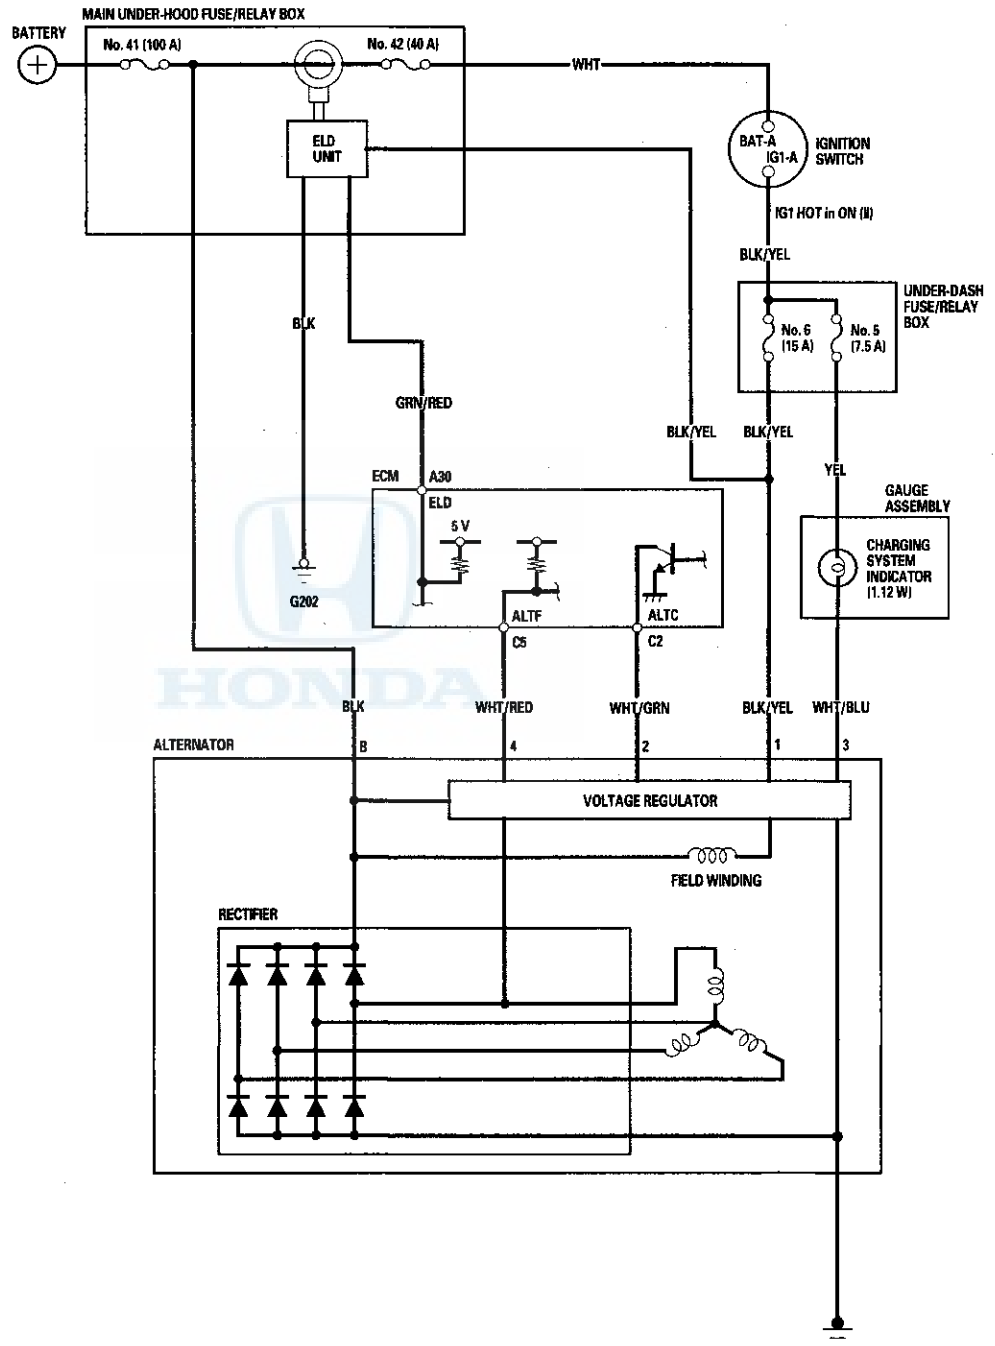 MAIN UNDER-HOOD FUSE/RELAY BOX
BATTERY
No. 41 (100 A)
No. 42 (40 A)
WHT
ELD
UNIT
BAT-A
IG1-A
IGNITION
SWITCH
IG1 HOT in ON (II)
BLK/YEL
UNDER-DASH
FUSE/RELAY
BOX
No. 6
(15 A)
No. 5
(7.5 A)
BLK
GRN/RED
BLK/YEL
BLK/YEL
YEL
ECM
A30
ELD
5 V
GAUGE
ASSEMBLY
CHARGING
SYSTEM
INDICATOR
(1.12 W)
G202
ALTF
ALTC
C5
C2
HONDA
BLK
WHT/RED
WHT/GRN
BLK/YEL
WHT/BLU
ALTERNATOR
B
4
2
1
3
VOLTAGE REGULATOR
FIELD WINDING
RECTIFIER